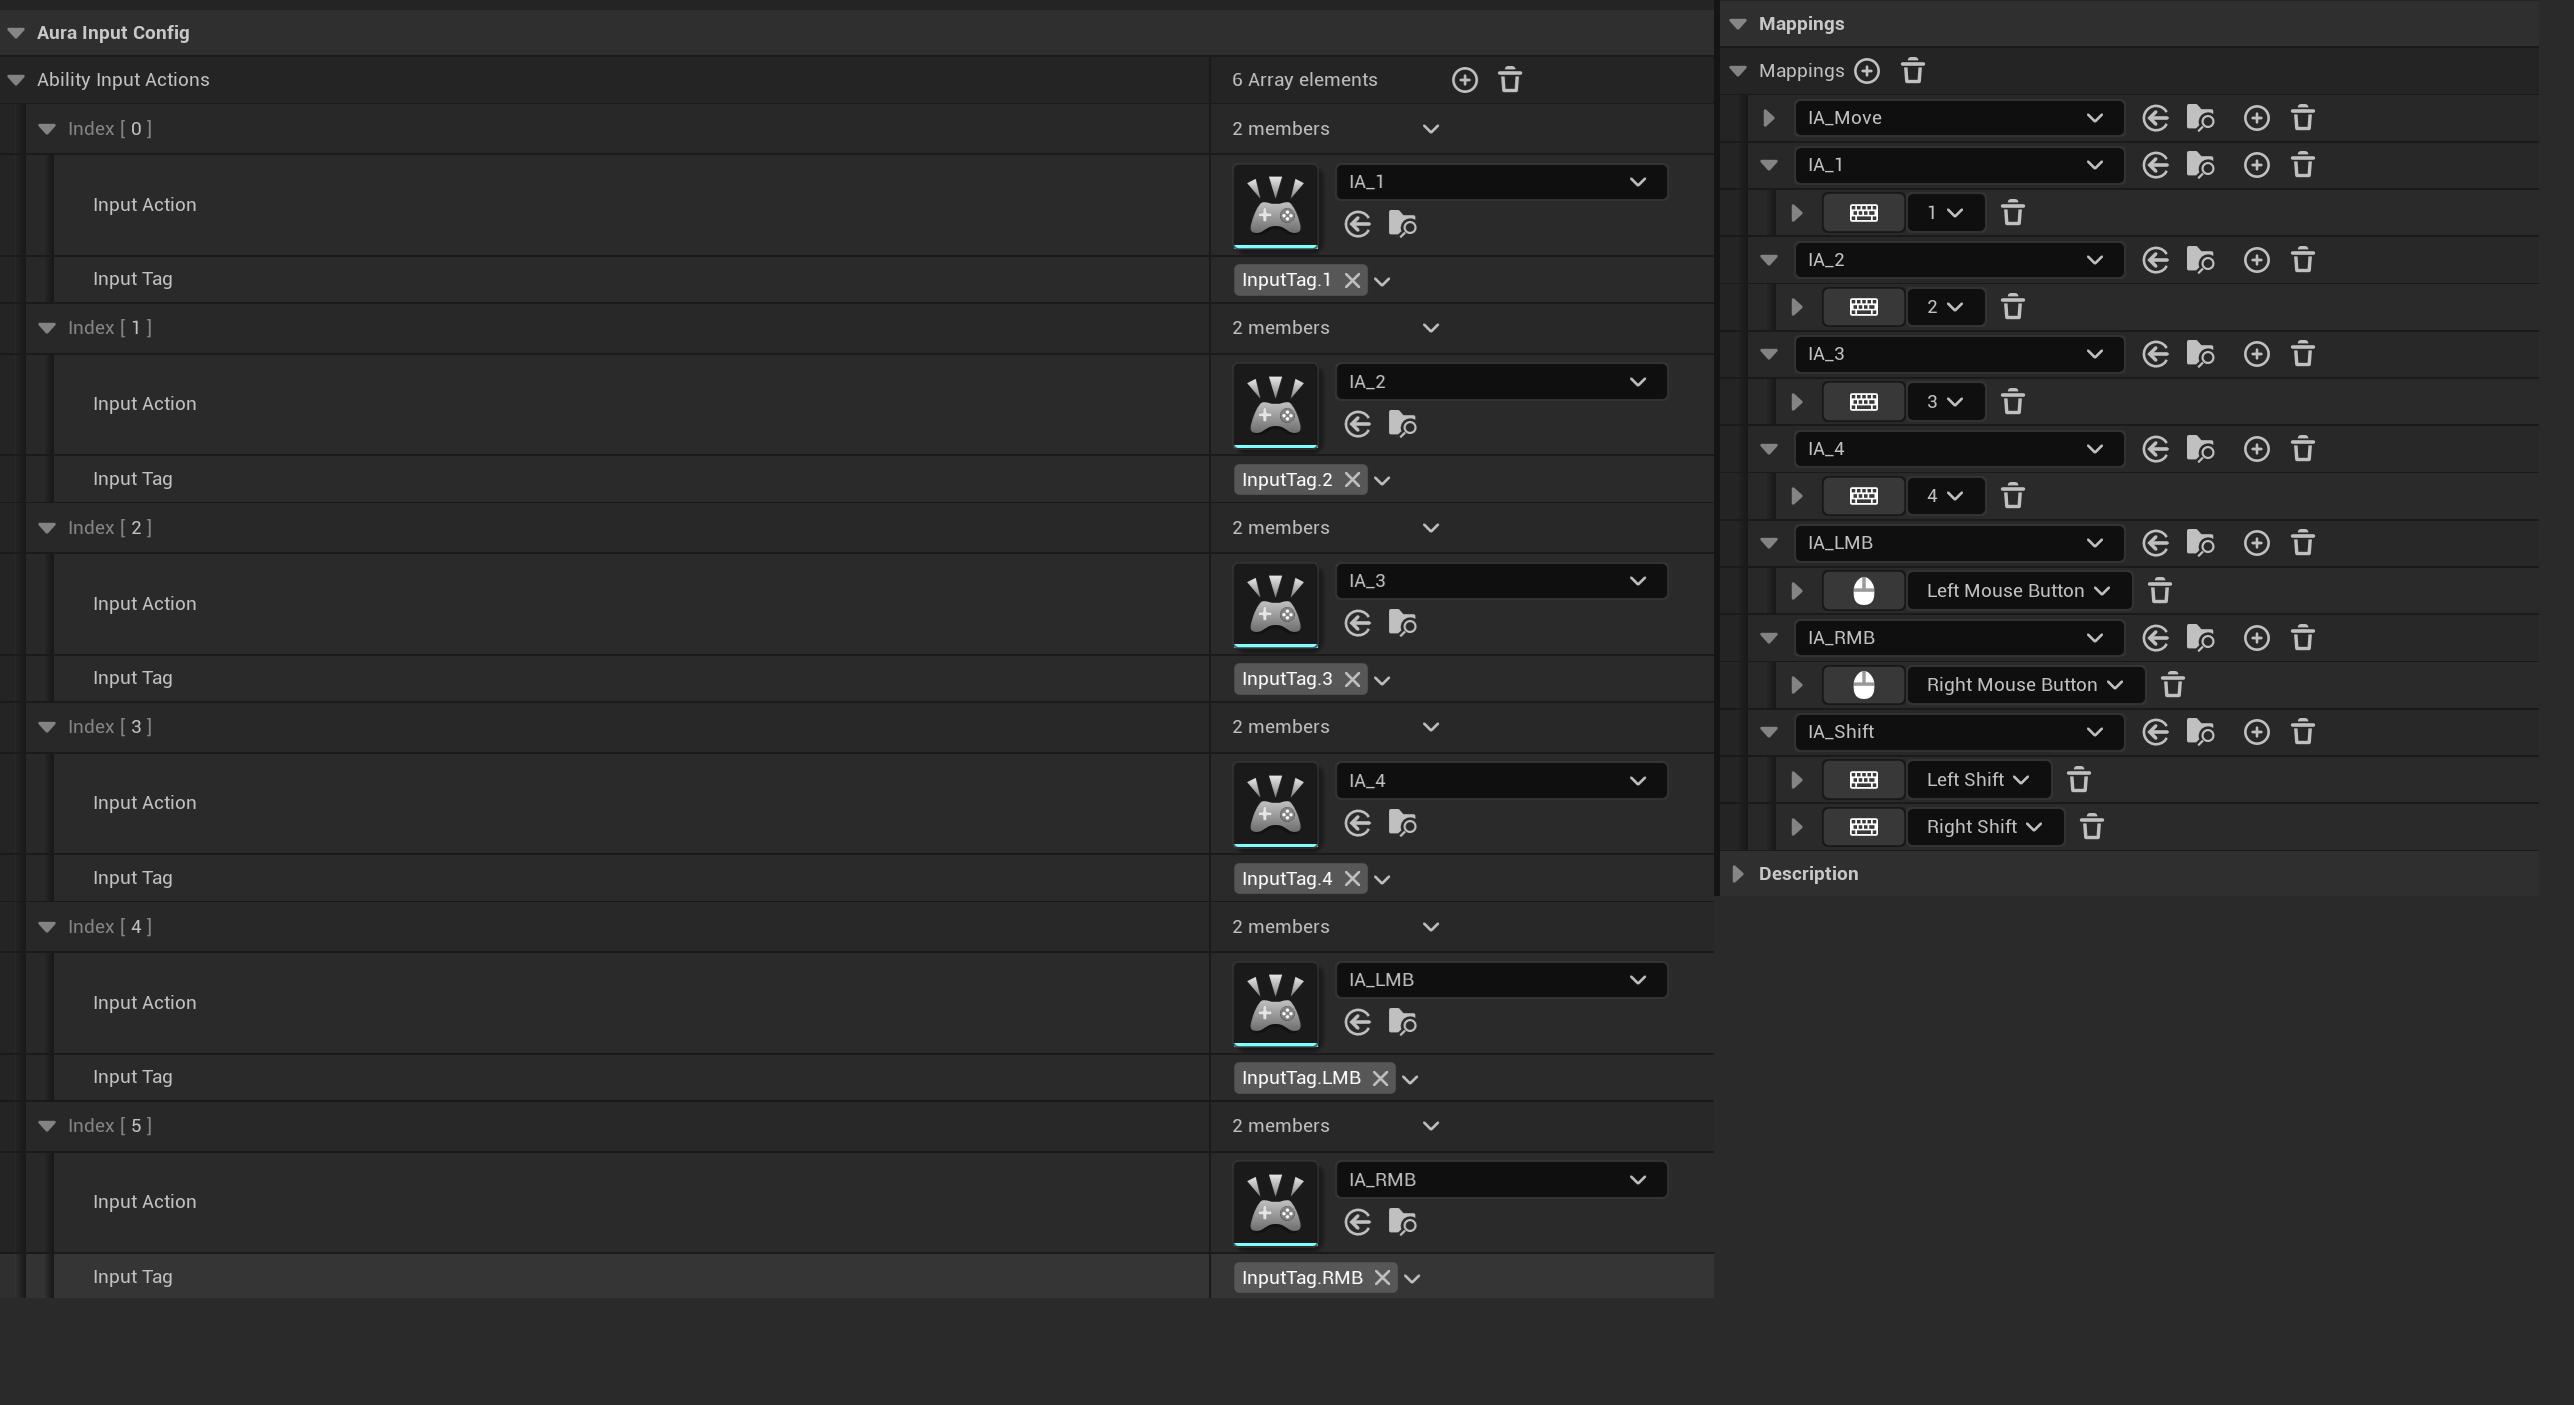 Aura Input Config
Ability Input Actions
6 Array elements
Index [ 0 ]
2 members
Input Action
IA_1
Input Tag
InputTag.1
Index [ 1 ]
2 members
Input Action
IA_2
Input Tag
InputTag.2
Index [ 2 ]
2 members
Input Action
IA_3
Input Tag
InputTag.3
Index [ 3 ]
2 members
Input Action
IA_4
Input Tag
InputTag.4
Index [ 4 ]
2 members
Input Action
IA_LMB
Input Tag
InputTag.LMB
Index [ 5 ]
2 members
Input Action
IA_RMB
Input Tag
InputTag.RMB
Mappings
Mappings
IA_Move
IA_1
1
IA_2
2
IA_3
3
IA_4
4
IA_LMB
Left Mouse Button
IA_RMB
Right Mouse Button
IA_Shift
Left Shift
Right Shift
Description